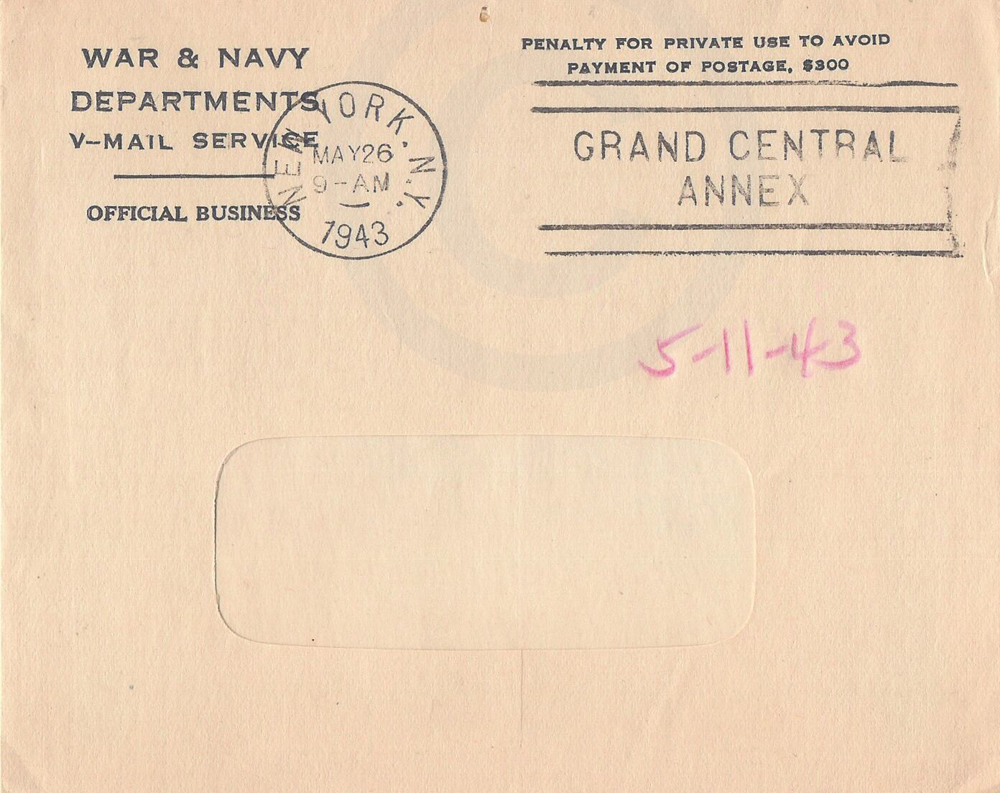 WAR & NAVY
DEPARTMENTS
V-MAIL SERVICE
OFFICIAL BUSINESS
NEW YORK, N.Y.
MAY 26
9-AM
1943
PENALTY FOR PRIVATE USE TO AVOID
PAYMENT OF POSTAGE, $300
GRAND CENTRAL
ANNEX
5-11-43